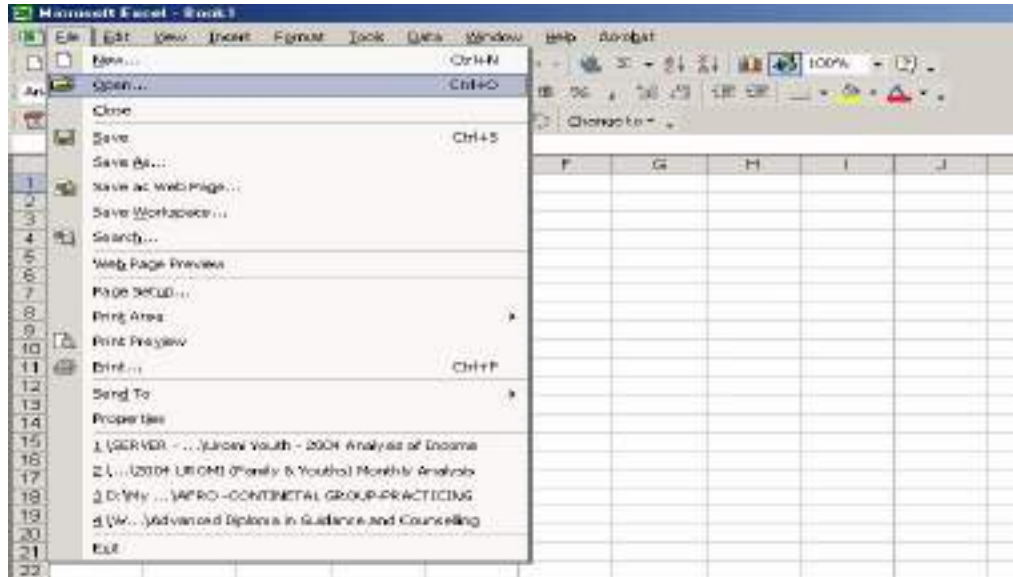 Microsoft Excel - Book1
File Edit View Insert Format Tools Data Window Help Acrobat
New... Ctrl+N
100%
Open... Ctrl+O
Close
Change to
Save Ctrl+S
Save As...
F G H I J
Save as Web Page...
Save Workspace...
Search...
Web Page Preview
Page Setup...
Print Area
Print Preview
Print... Ctrl+P
Send To
Properties
1 \SERVER - ...\Uromi Youth - 2004 Analysis of Income
2 \...\2004 UROMI (Family & Youths) Monthly Analysis
3 D:\My ...\AFRO-CONTINETAL GROUP-PRACTICING
4 \W...\Advanced Diploma in Guidance and Counselling
Exit
1
2
3
4
5
6
7
8
9
10
11
12
13
14
15
16
17
18
19
20
21
22